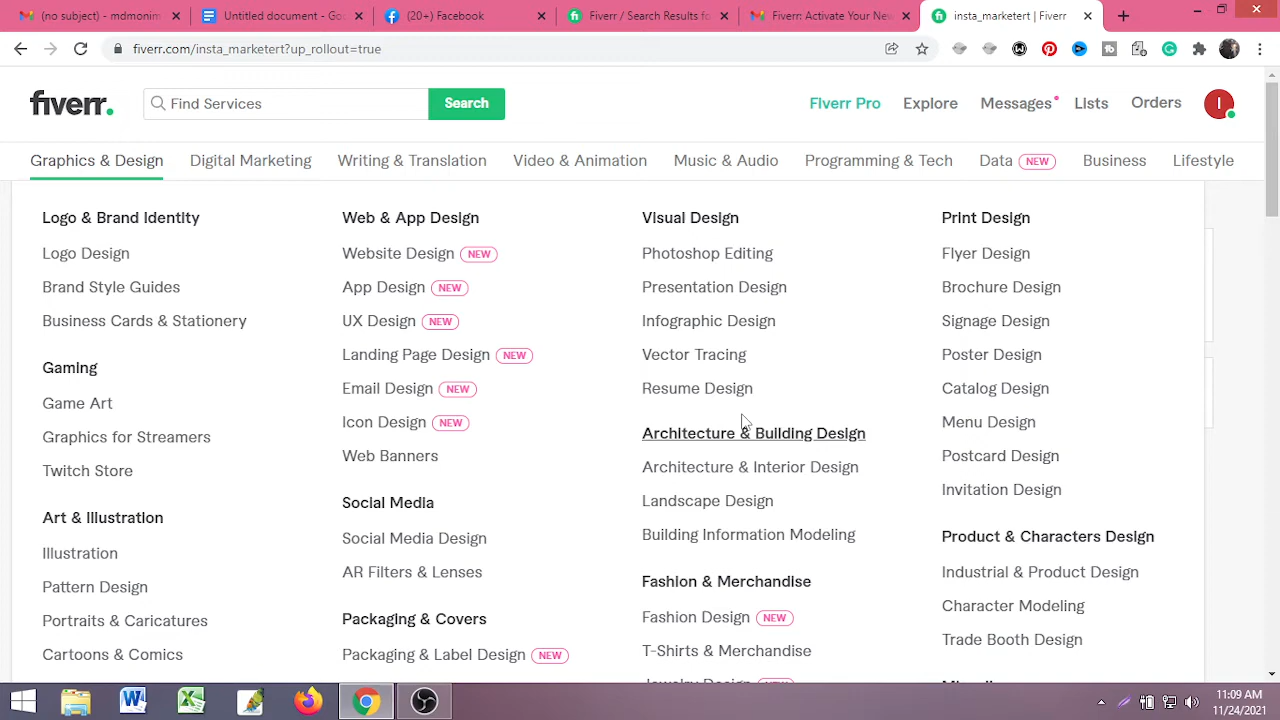 (no subject) - mdmonim
Untitled document - Go
(20+) Facebook
Fiverr / Search Results fo
Fiverr: Activate Your New
insta_marketert | Fiverr
fiverr.com/insta_marketert?up_rollout=true
fiverr.
Find Services
Search
Fiverr Pro
Explore
Messages
Lists
Orders
I
Graphics & Design
Digital Marketing
Writing & Translation
Video & Animation
Music & Audio
Programming & Tech
Data NEW
Business
Lifestyle
Logo & Brand Identity
Logo Design
Brand Style Guides
Business Cards & Stationery
Gaming
Game Art
Graphics for Streamers
Twitch Store
Art & Illustration
Illustration
Pattern Design
Portraits & Caricatures
Cartoons & Comics
Web & App Design
Website Design NEW
App Design NEW
UX Design NEW
Landing Page Design NEW
Email Design NEW
Icon Design NEW
Web Banners
Social Media
Social Media Design
AR Filters & Lenses
Packaging & Covers
Packaging & Label Design NEW
Visual Design
Photoshop Editing
Presentation Design
Infographic Design
Vector Tracing
Resume Design
Architecture & Building Design
Architecture & Interior Design
Landscape Design
Building Information Modeling
Fashion & Merchandise
Fashion Design NEW
T-Shirts & Merchandise
Print Design
Flyer Design
Brochure Design
Signage Design
Poster Design
Catalog Design
Menu Design
Postcard Design
Invitation Design
Product & Characters Design
Industrial & Product Design
Character Modeling
Trade Booth Design
11:09 AM
11/24/2021